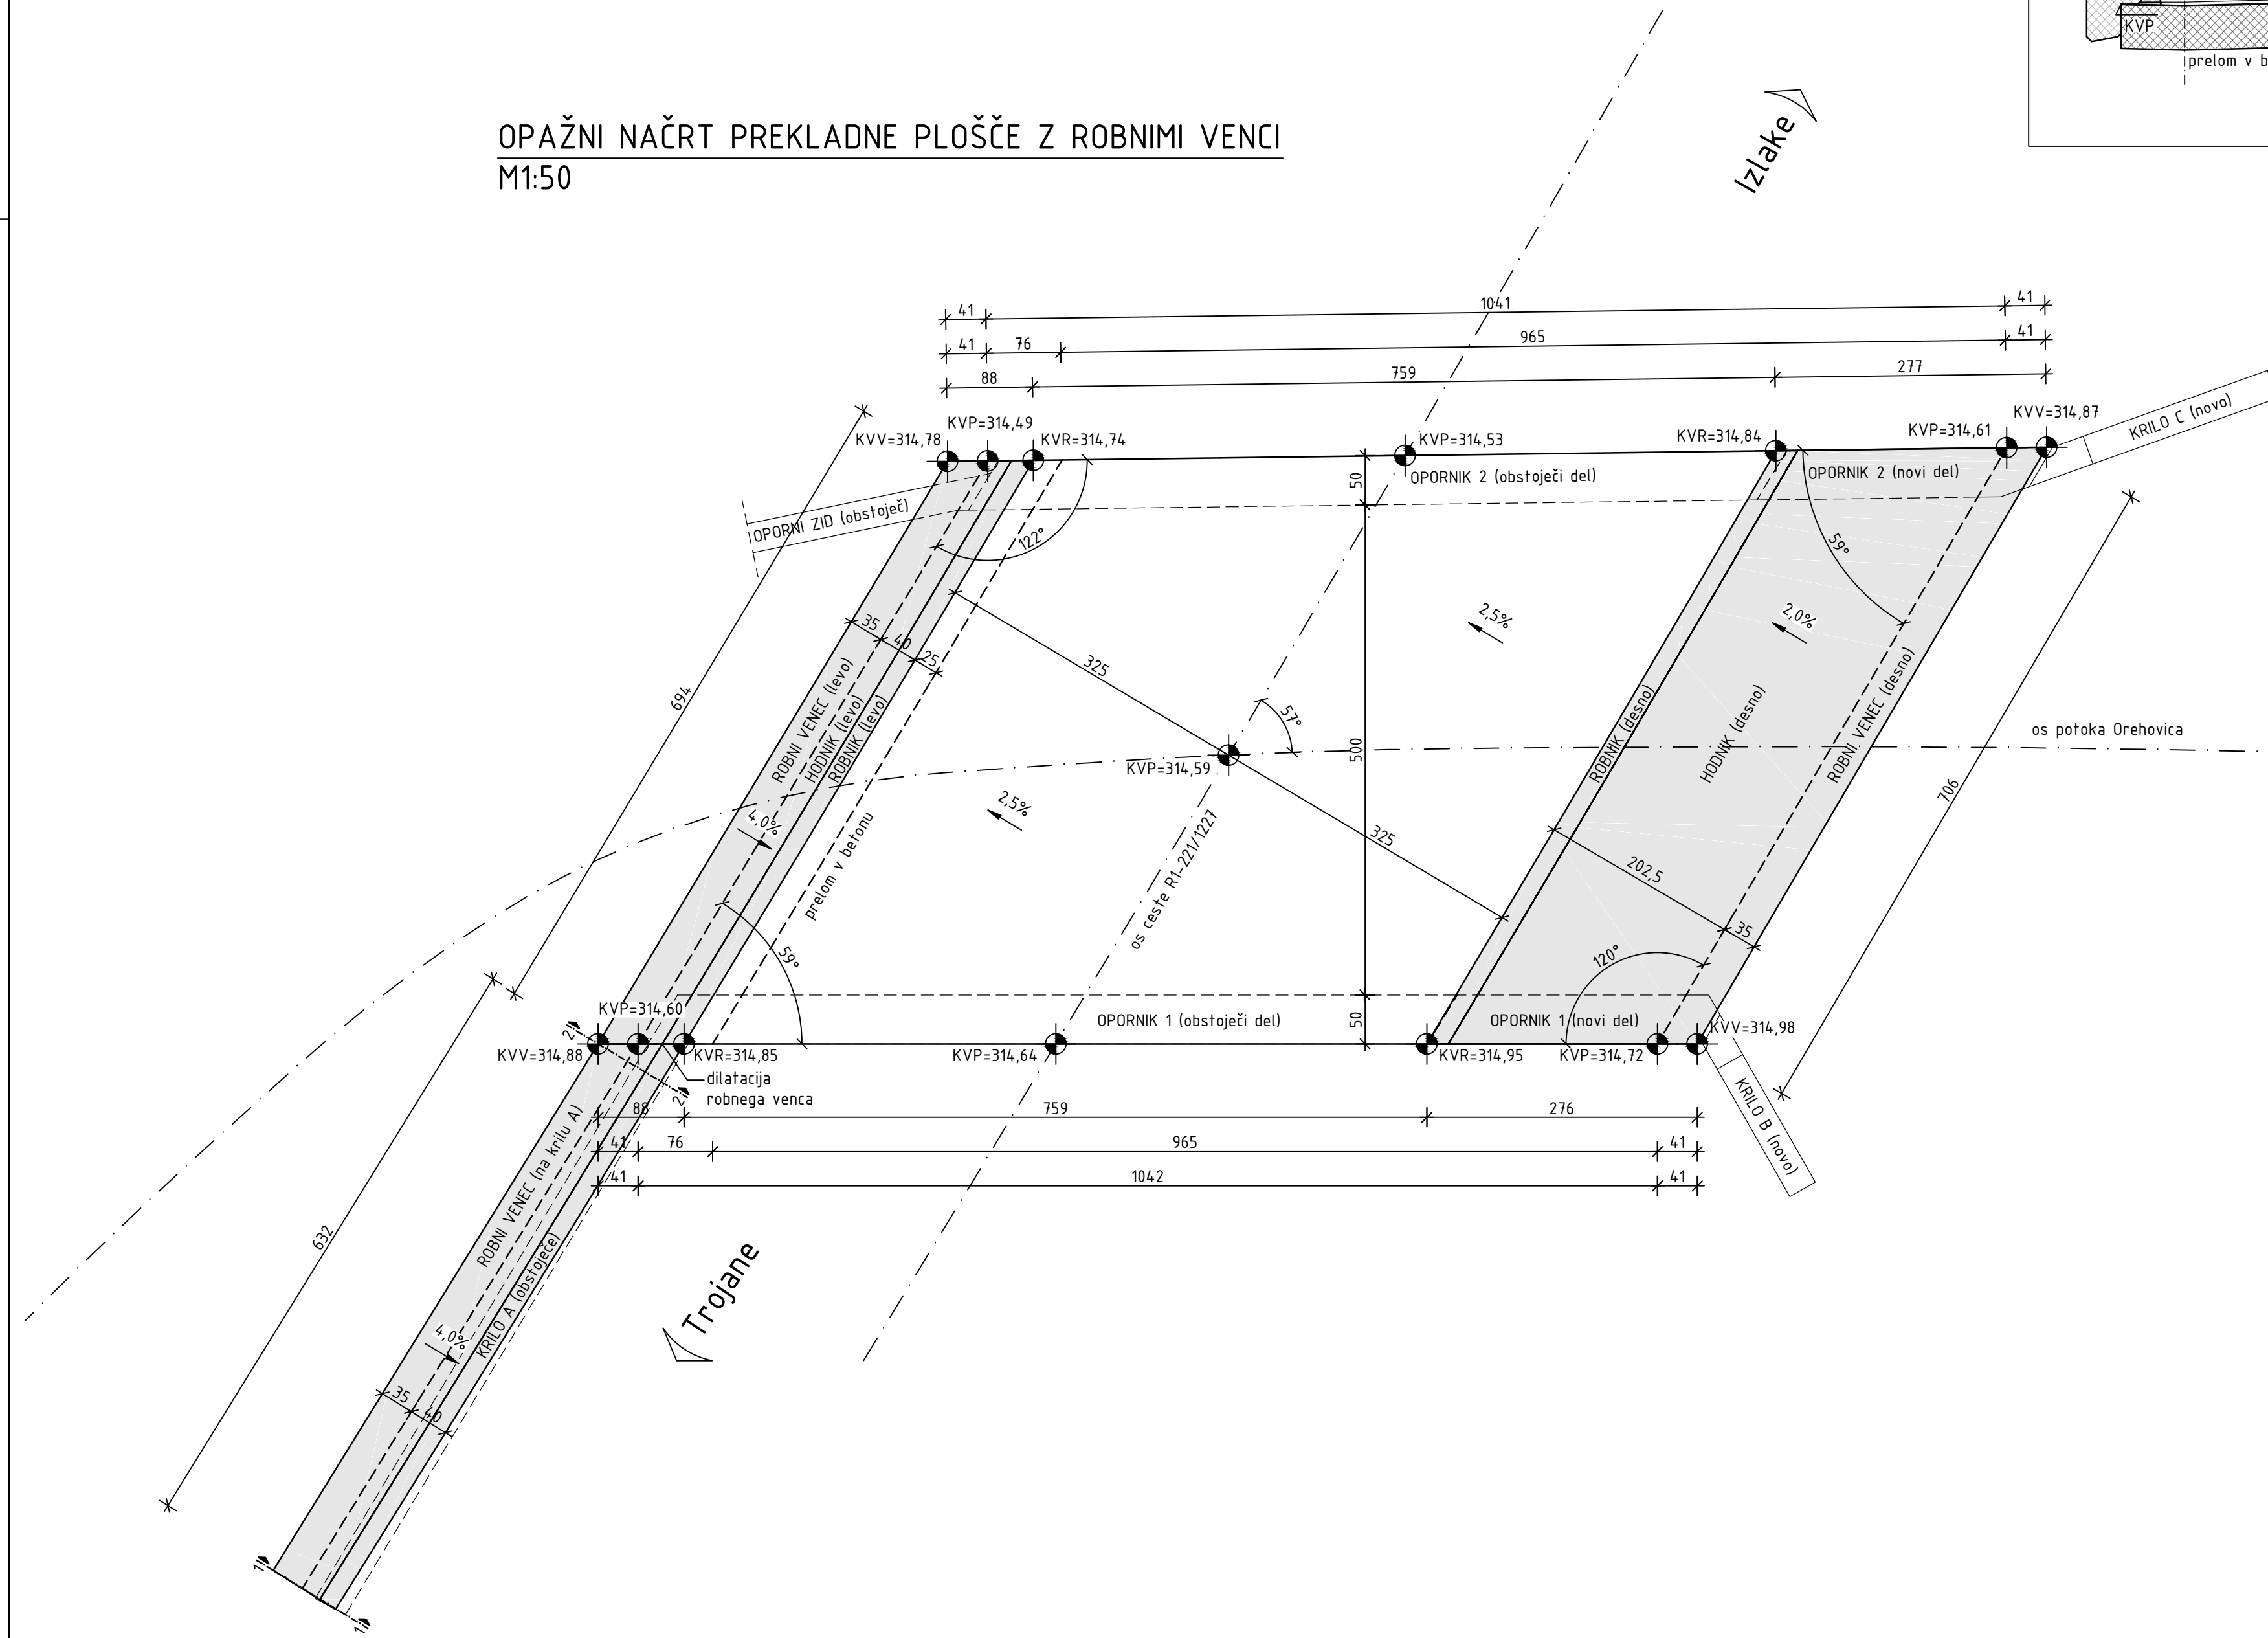 KVP
prelom v b
OPAŽNI NAČRT PREKLADNE PLOŠČE Z ROBNIMI VENCI
M1:50
Izlake
41
1041
41
41
76
965
41
88
759
277
KVV=314,78
KVP=314,49
KVR=314,74
KVP=314,53
KVR=314,84
KVP=314,61
KVV=314,87
KRILO C (novo)
OPORNIK 2 (obstoječi del)
OPORNIK 2 (novi del)
50
OPORNI ZID (obstoječ)
122°
59°
35
40
25
2,5%
2,0%
325
694
ROBNI VENEC (levo)
HODNIK (levo)
ROBNIK (levo)
57°
500
ROBNIK (desno)
HODNIK (desno)
ROBNI VENEC (desno)
os potoka Orehovica
KVP=314,59
706
4,0%
2,5%
prelom v betonu
os ceste R1-221/1227
325
202,5
35
59°
120°
2
KVP=314,60
OPORNIK 1 (obstoječi del)
50
OPORNIK 1 (novi del)
KVV=314,98
KVV=314,88
KVR=314,85
KVP=314,64
KVR=314,95
KVP=314,72
dilatacija
robnega venca
2
KRILO B (novo)
88
759
276
41
76
965
41
41
1042
41
ROBNI VENEC (na krilu A)
KRILO A (obstoječe)
632
Trojane
4,0%
35
40
1
1